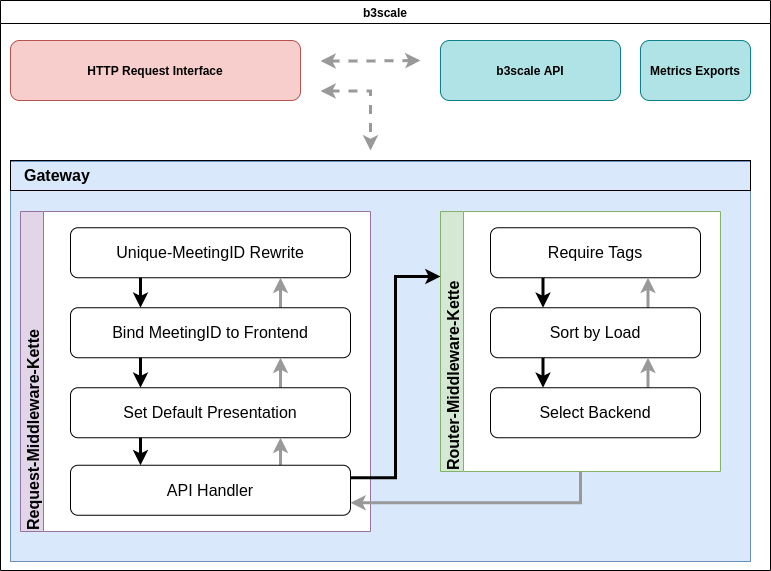 b3scale
HTTP Request Interface
b3scale API
Metrics Exports
Gateway
Request-Middleware-Kette
Unique-MeetingID Rewrite
Bind MeetingID to Frontend
Set Default Presentation
API Handler
Router-Middleware-Kette
Require Tags
Sort by Load
Select Backend